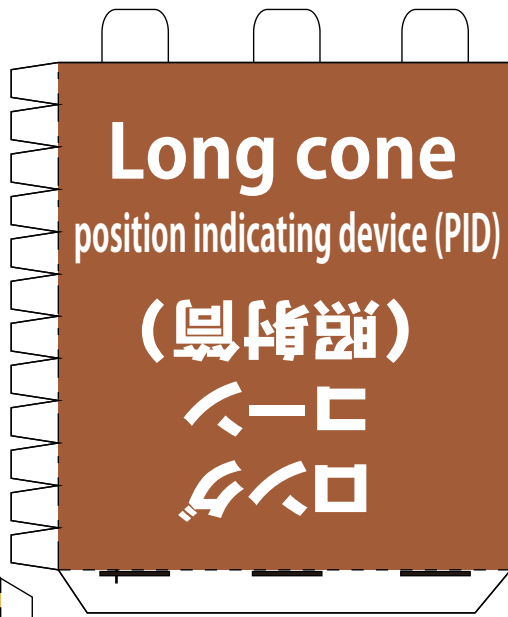 Long cone
position indicating device (PID)
ロング
コーン
(照射筒)